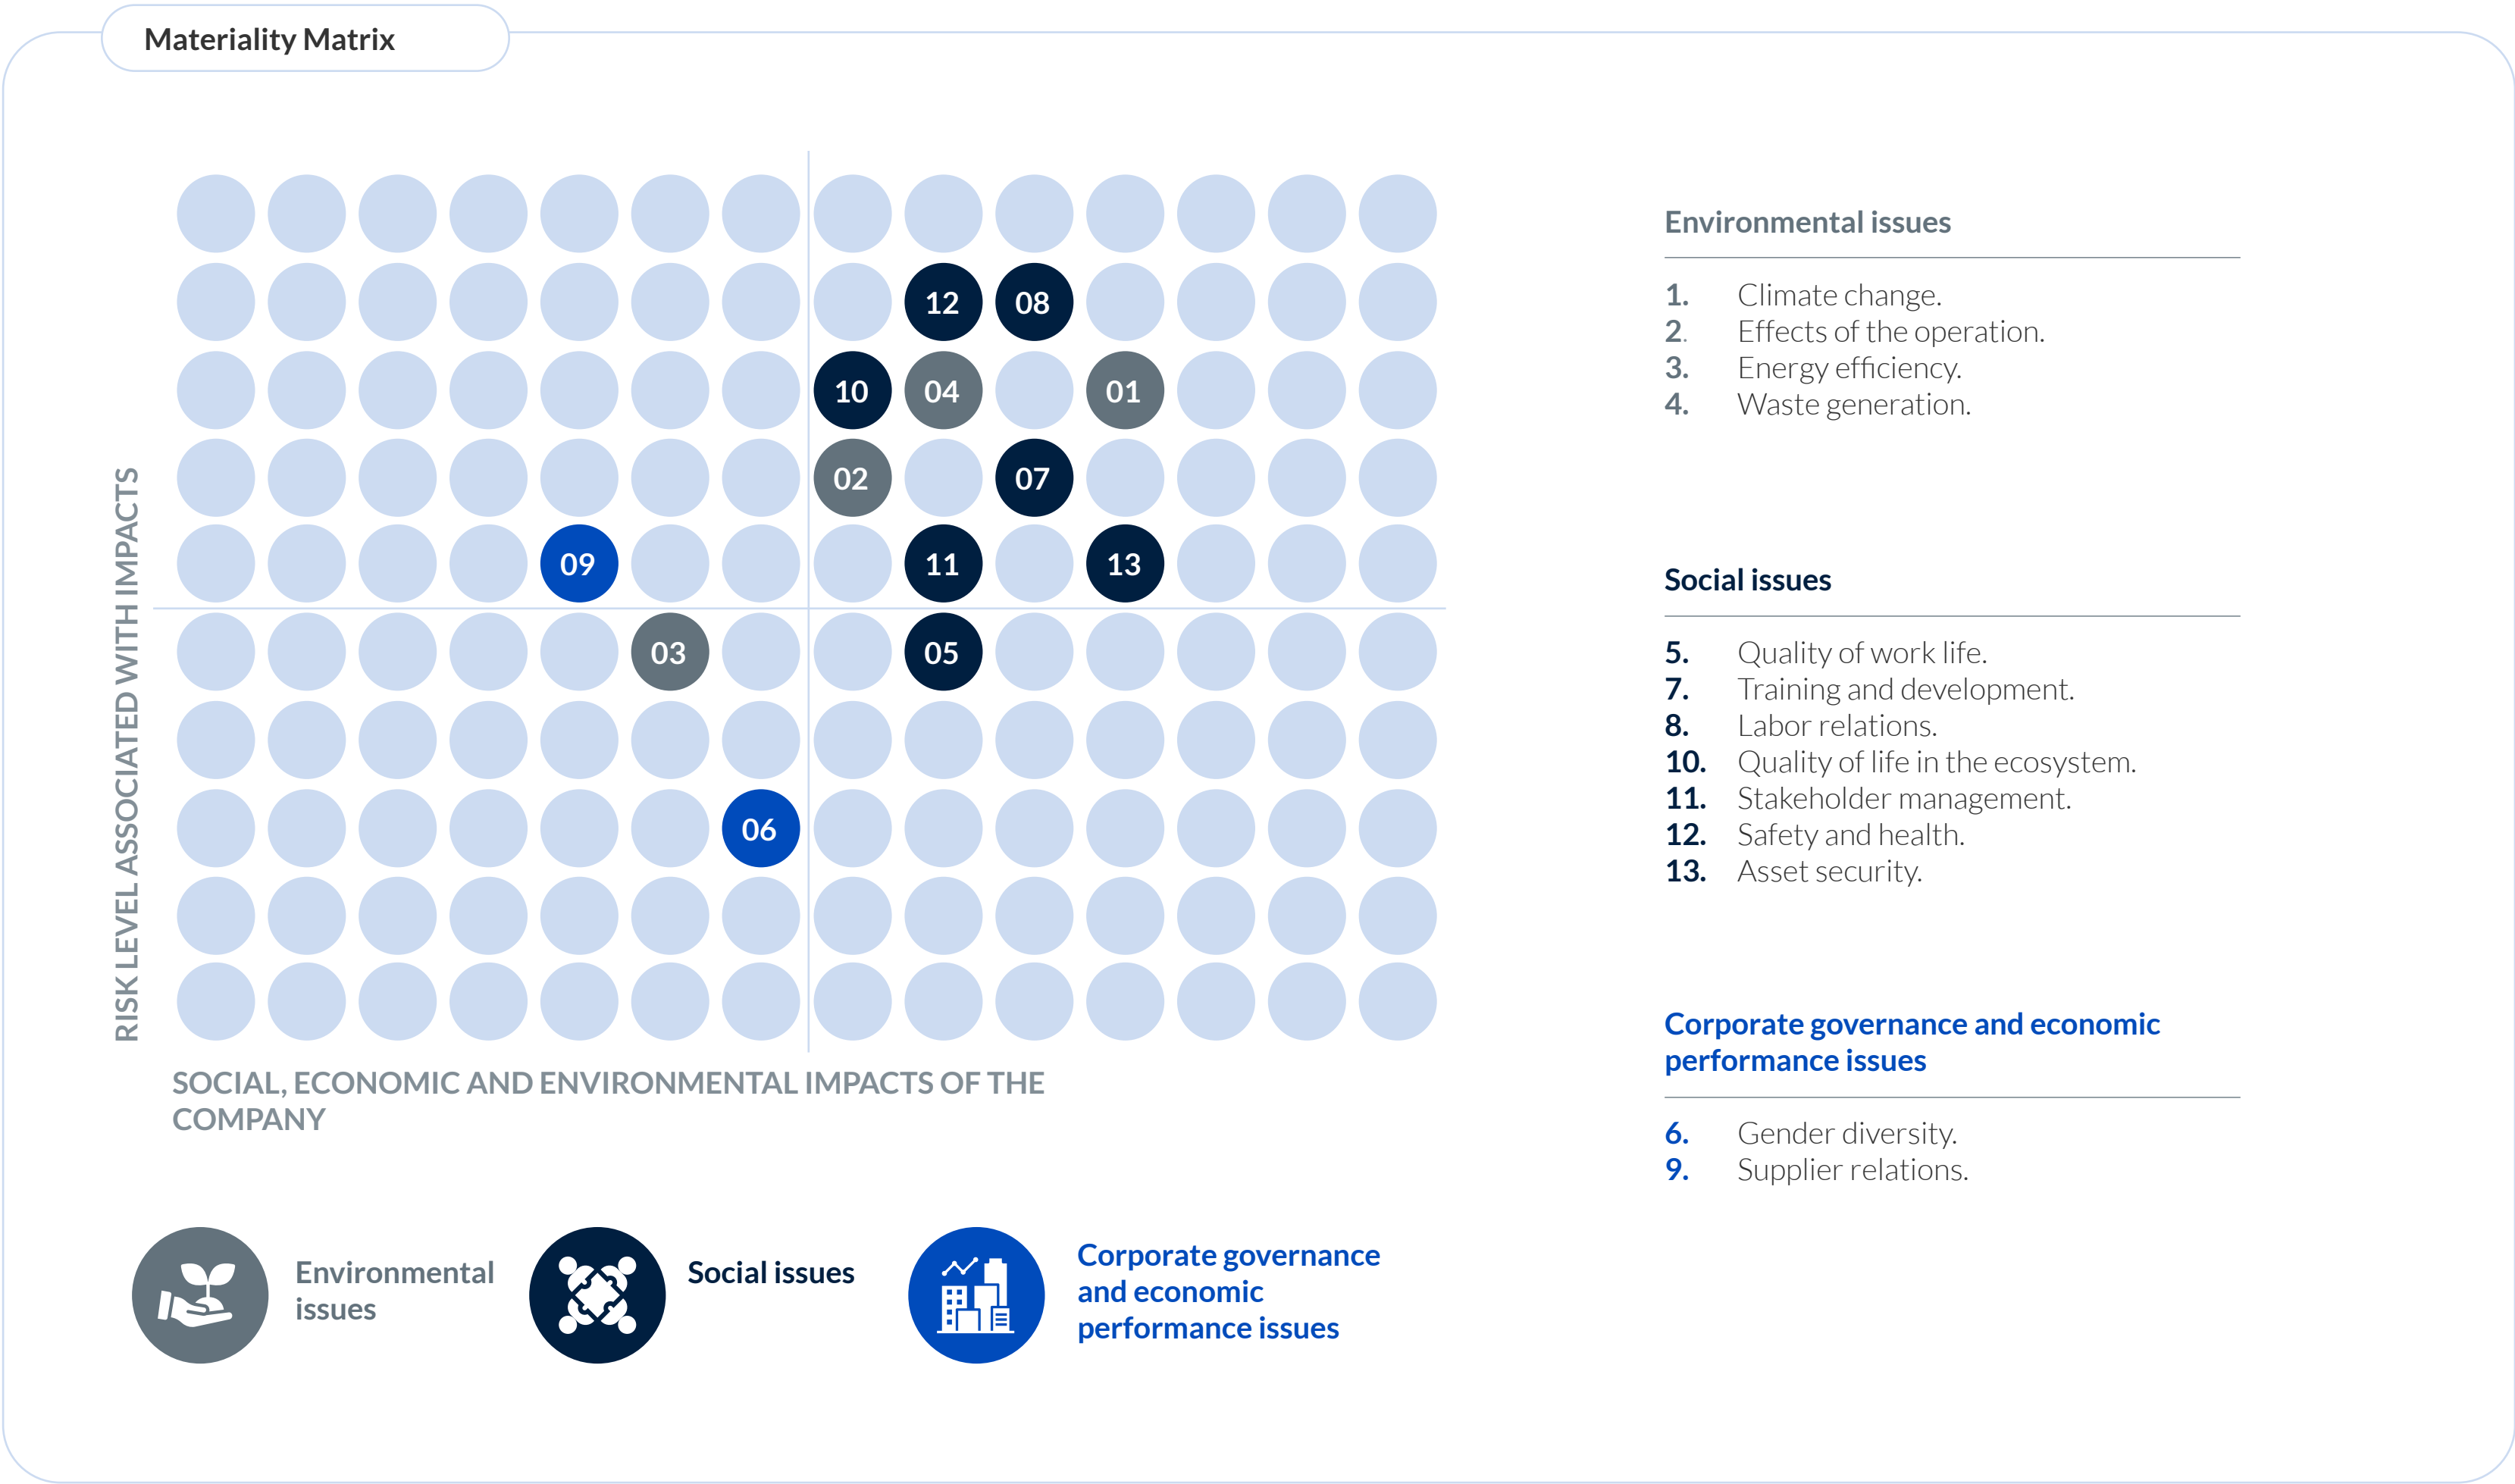 Materiality Matrix
12 08
10 04 01
02 07
09 11 13
03 05
06
RISK LEVEL ASSOCIATED WITH IMPACTS
SOCIAL, ECONOMIC AND ENVIRONMENTAL IMPACTS OF THE
COMPANY
Environmental
issues
Social issues
Corporate governance
and economic
performance issues
Environmental issues
1. Climate change.
2. Effects of the operation.
3. Energy efficiency.
4. Waste generation.
Social issues
5. Quality of work life.
7. Training and development.
8. Labor relations.
10. Quality of life in the ecosystem.
11. Stakeholder management.
12. Safety and health.
13. Asset security.
Corporate governance and economic
performance issues
6. Gender diversity.
9. Supplier relations.